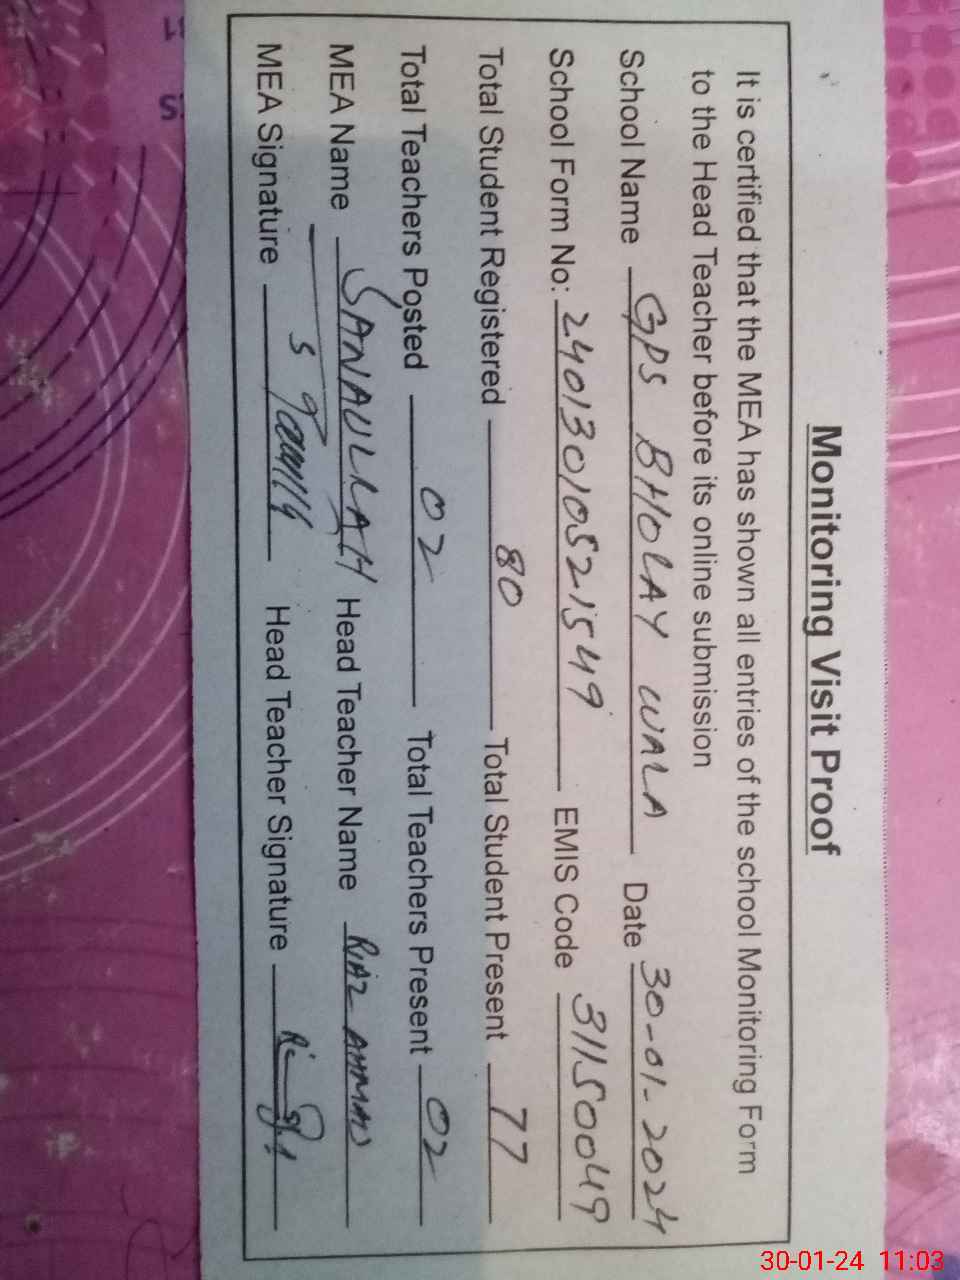 Monitoring Visit Proof
It is certified that the MEA has shown all entries of the school Monitoring Form
to the Head Teacher before its online submission
School Name GPS BHOLAY WALA Date 30-01-2024
School Form No: 24013010521549 EMIS Code 31150049
Total Student Registered 80 Total Student Present 77
Total Teachers Posted 02 Total Teachers Present 02
MEA Name SANAULLAH Head Teacher Name RIAZ AHMAD
MEA Signature Head Teacher Signature
30-01-24 11:03